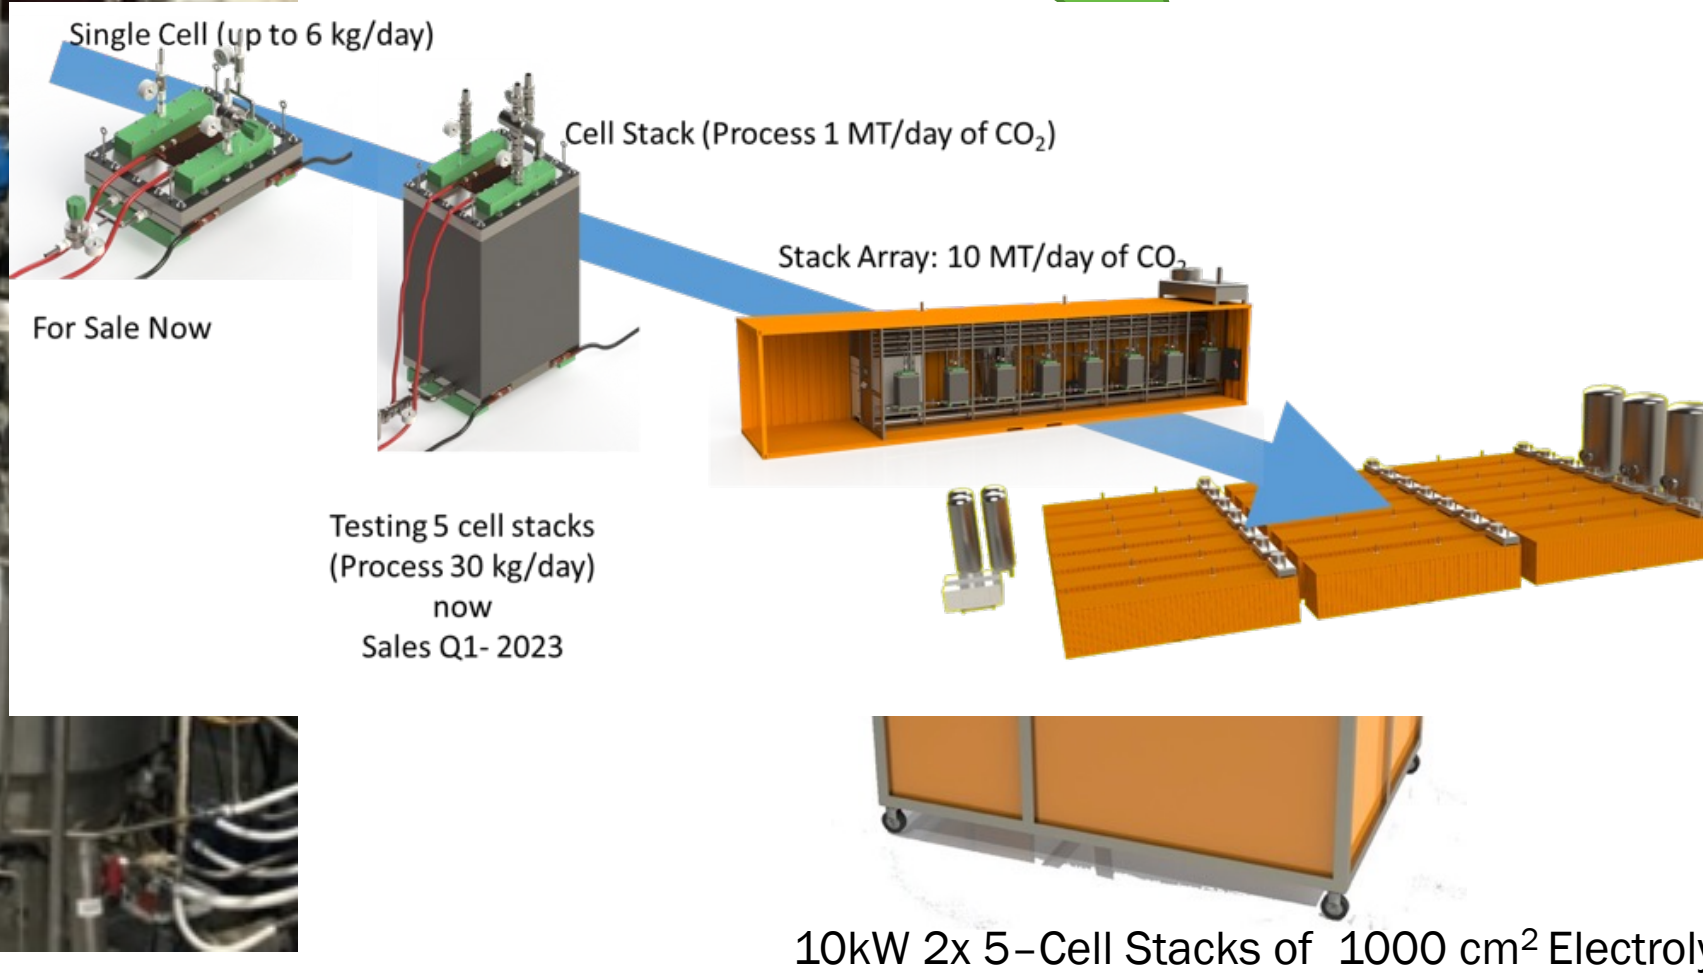 Single Cell (up to 6 kg/day)
Cell Stack (Process 1 MT/day of CO₂)
Stack Array: 10 MT/day of CO₂
For Sale Now
Testing 5 cell stacks
(Process 30 kg/day)
now
Sales Q1- 2023
10kW 2x 5–Cell Stacks of 1000 cm²